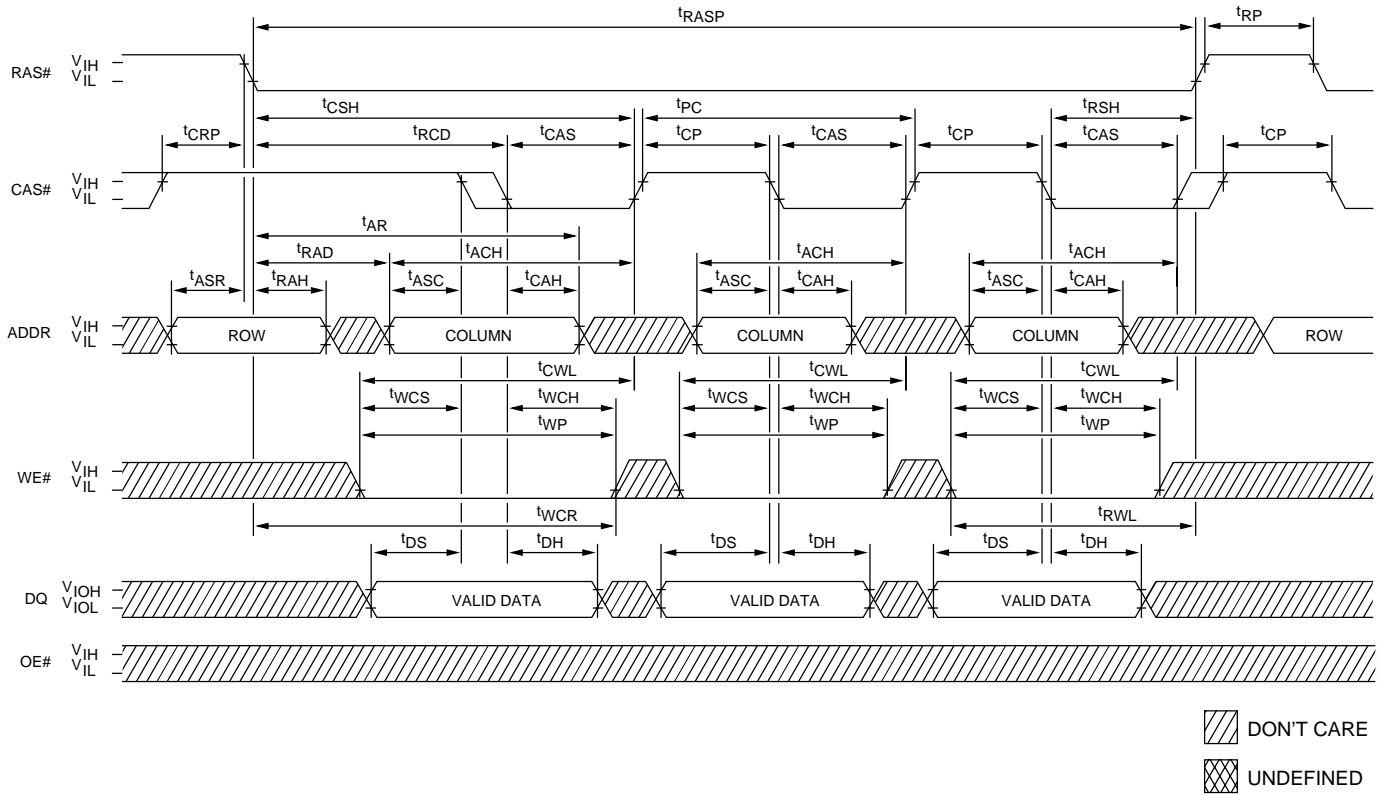 tRASP tRP
RAS# VIH
VIL
tCSH tPC tRSH
tCRP tRCD tCAS tCP tCAS tCP tCAS tCP
CAS# VIH
VIL
tAR
tRAD tACH tACH tACH
tASR tRAH tASC tCAH tASC tCAH tASC tCAH
ADDR VIH
VIL ROW COLUMN COLUMN COLUMN ROW
tCWL tCWL tCWL
tWCS tWCH tWCS tWCH tWCS tWCH
tWP tWP tWP
WE# VIH
VIL
tWCR tRWL
tDS tDH tDS tDH tDS tDH
DQ VIOH
VIOL VALID DATA VALID DATA VALID DATA
OE# VIH
VIL
DON'T CARE
UNDEFINED